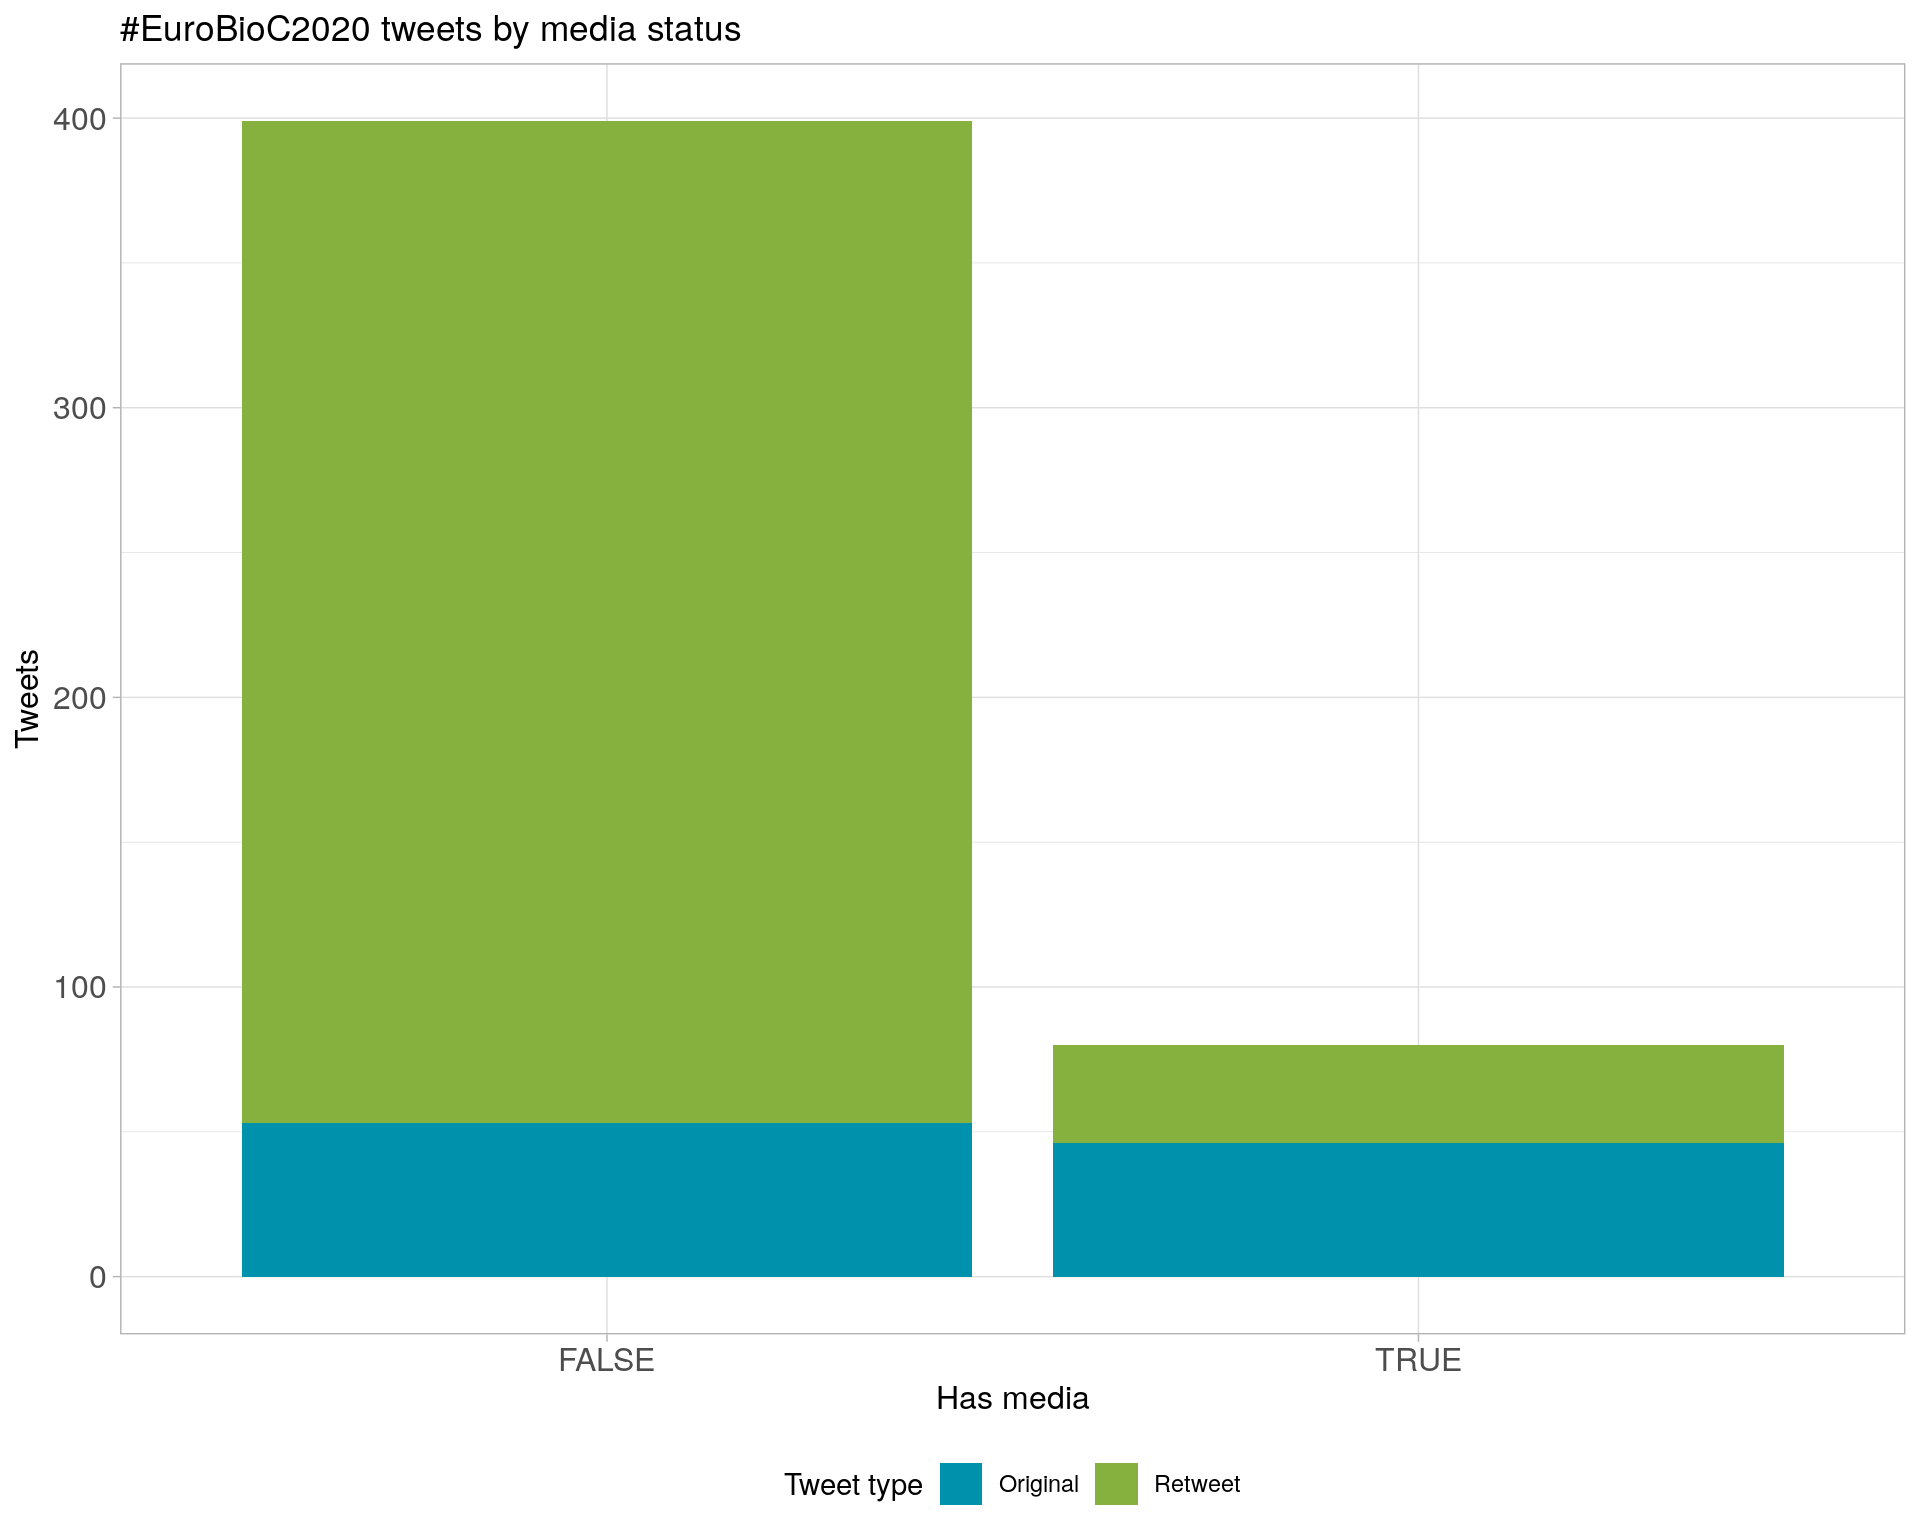 #EuroBioC2020 tweets by media status
Tweets
400
300
200
100
0
FALSE TRUE
Has media
Tweet type Original Retweet